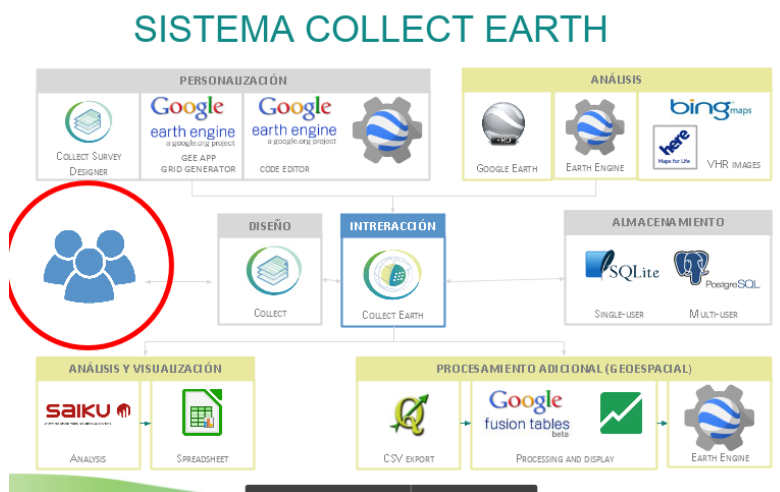 SISTEMA COLLECT EARTH
PERSONALIZACIÓN
COLLECT SURVEY
DESIGNER
Google
earth engine
a google.org project
GEE APP
GRID GENERATOR
Google
earth engine
a google.org project
CODE EDITOR
ANÁLISIS
GOOGLE EARTH
EARTH ENGINE
bing maps
here
Maps for Life
VHR IMAGES
DISEÑO
COLLECT
INTRERACCIÓN
COLLECT EARTH
ALMACENAMIENTO
SQLite
SINGLE-USER
PostgreSQL
MULTI-USER
ANÁLISIS Y VISUALIZACIÓN
saiku
ANALYSIS
SPREADSHEET
PROCESAMIENTO ADICIONAL (GEOESPACIAL)
CSV EXPORT
Google
fusion tables
beta
PROCESSING AND DISPLAY
EARTH ENGINE